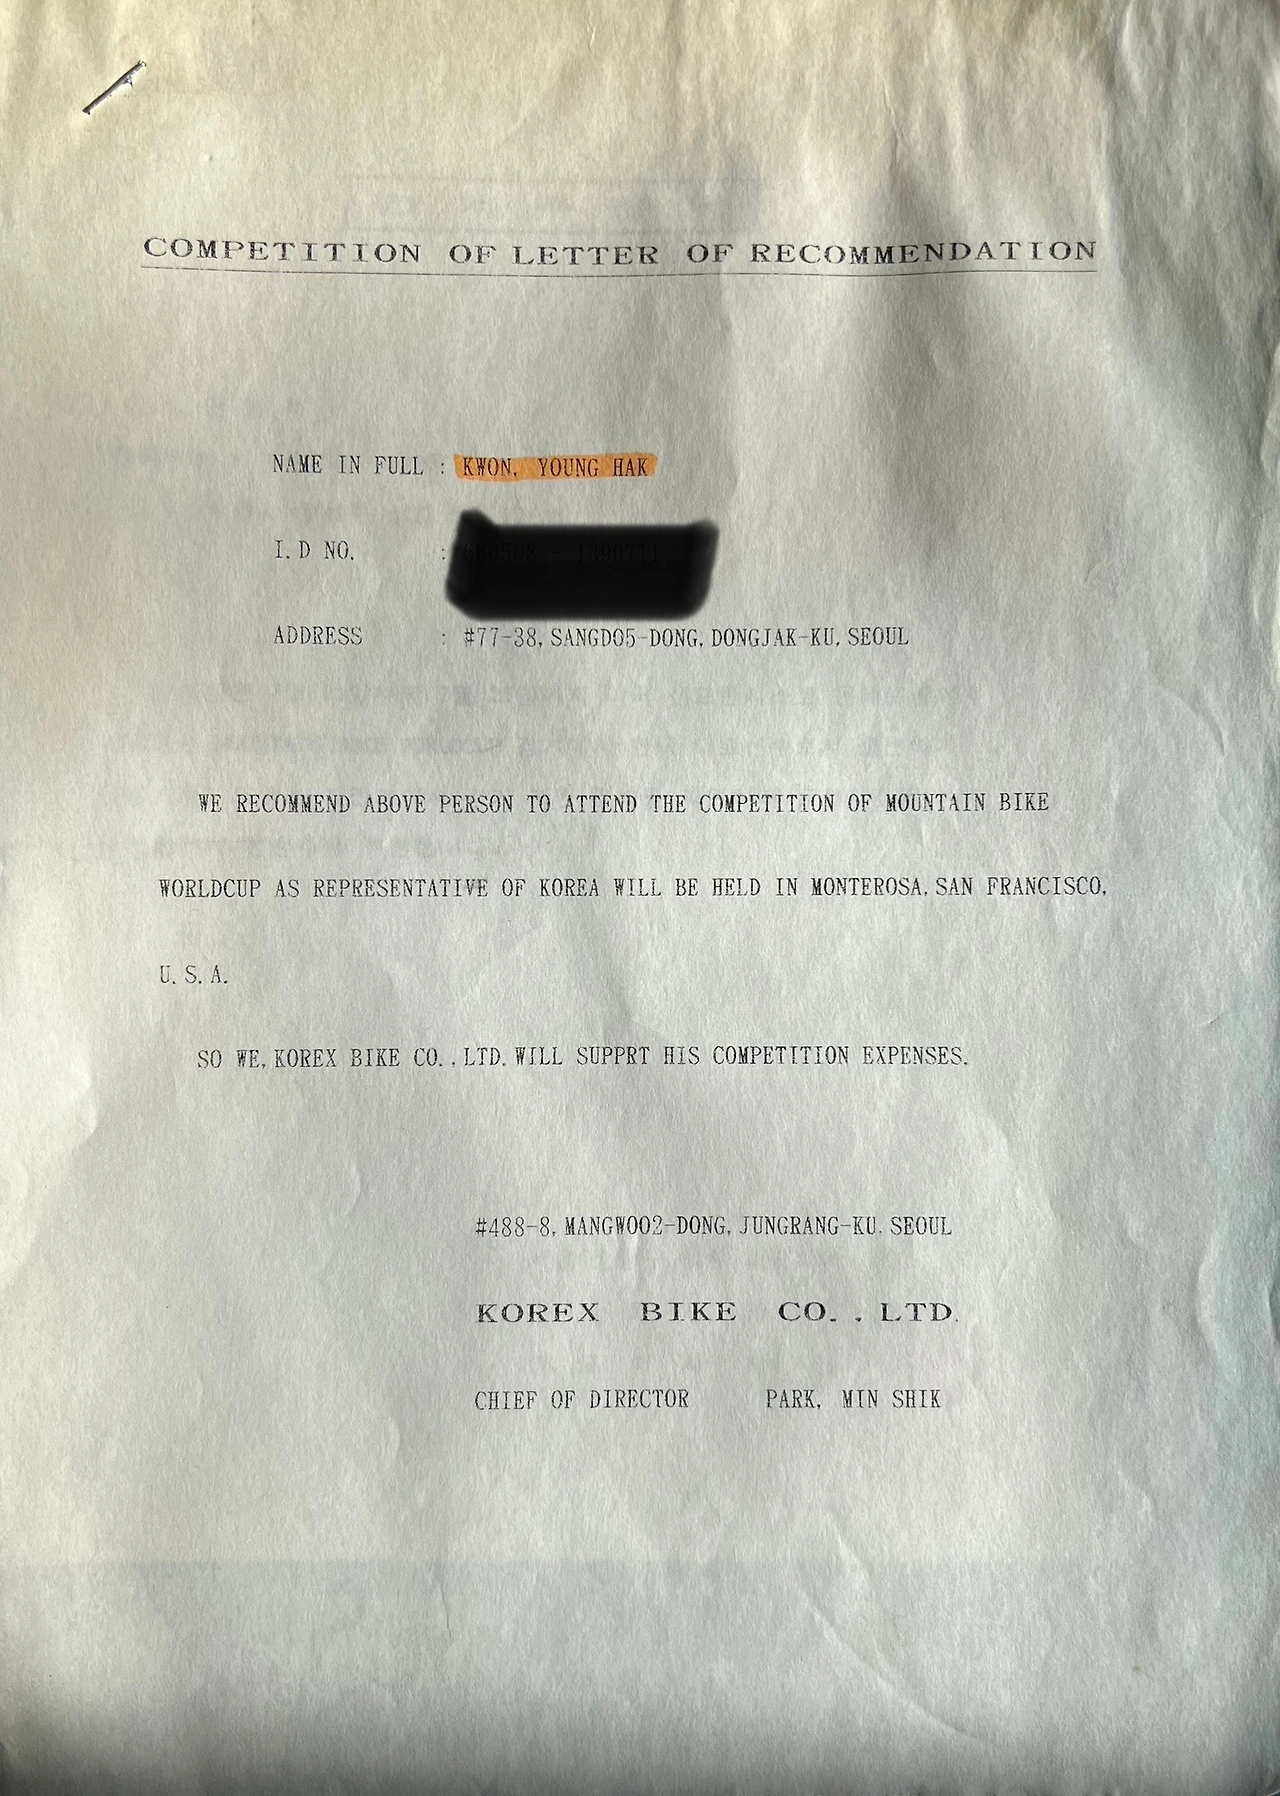 COMPETITION OF LETTER OF RECOMMENDATION
NAME IN FULL : KWON, YOUNG HAK
I.D NO. :
ADDRESS : #77-38, SANGDO5-DONG, DONGJAK-KU, SEOUL
WE RECOMMEND ABOVE PERSON TO ATTEND THE COMPETITION OF MOUNTAIN BIKE
WORLDCUP AS REPRESENTATIVE OF KOREA WILL BE HELD IN MONTEROSA, SAN FRANCISCO,
U.S.A.
SO WE, KOREX BIKE CO., LTD. WILL SUPPRT HIS COMPETITION EXPENSES.
#488-8, MANGWOO2-DONG, JUNGRANG-KU, SEOUL
KOREX BIKE CO., LTD.
CHIEF OF DIRECTOR PARK, MIN SHIK